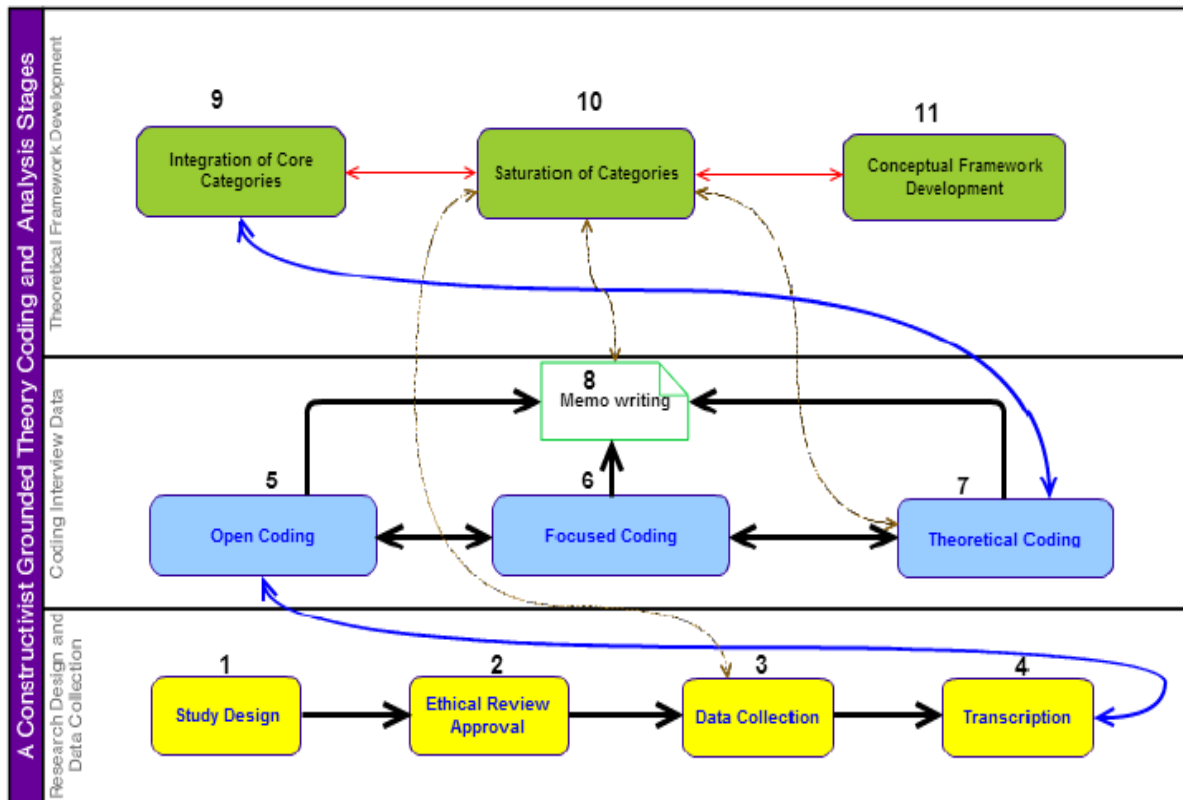 A Constructivist Grounded Theory Coding and Analysis Stages
Theoretical Framework Development
9
Integration of Core
Categories
10
Saturation of Categories
11
Conceptual Framework
Development
Coding Interview Data
8
Memo writing
5
Open Coding
6
Focused Coding
7
Theoretical Coding
Research Design and
Data Collection
1
Study Design
2
Ethical Review
Approval
3
Data Collection
4
Transcription